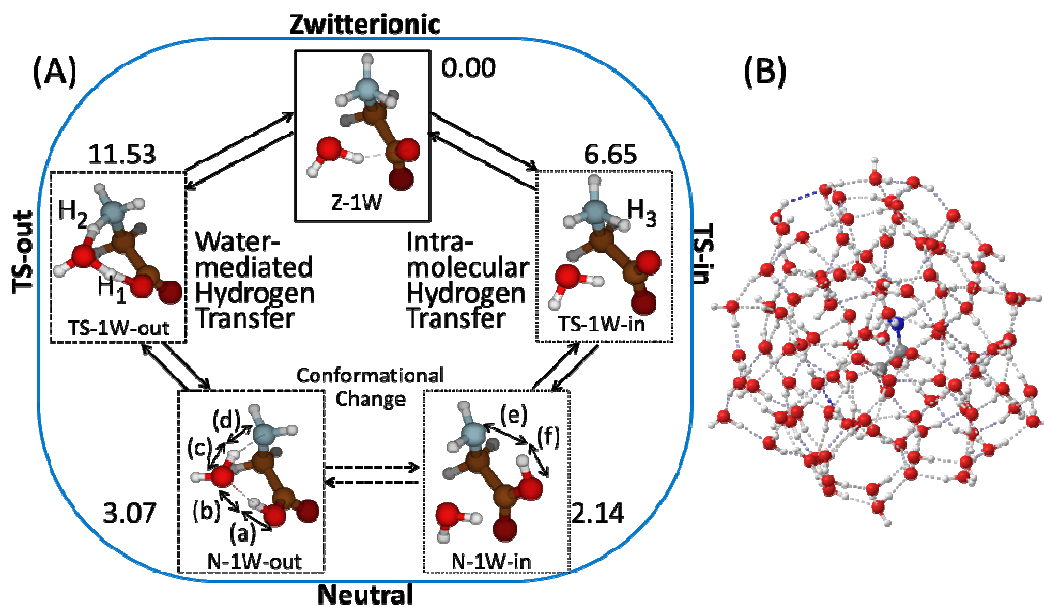 Zwitterionic
(A)
0.00
(B)
Z-1W
11.53
6.65
H2
H1
TS-1W-out
TS-out
Water-
mediated
Hydrogen
Transfer
Intra-
molecular
Hydrogen
Transfer
H3
TS-1W-in
TS-in
Conformational
Change
(d)
(c)
(b)
(a)
N-1W-out
(e)
(f)
N-1W-in
3.07
2.14
Neutral